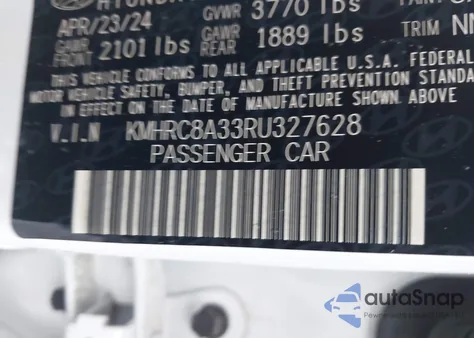 HYUNDAI
APR/23/24 GVWR 3770 lbs
GAWR FRONT 2101 lbs GAWR REAR 1889 lbs TRIM NN
THIS VEHICLE CONFORMS TO ALL APPLICABLE U.S.A. FEDERAL
MOTOR VEHICLE SAFETY, BUMPER, AND THEFT PREVENTION STANDA
IN EFFECT ON THE DATE OF MANUFACTURE SHOWN ABOVE.
V.I.N KMHRC8A33RU327628
PASSENGER CAR
autoSnap